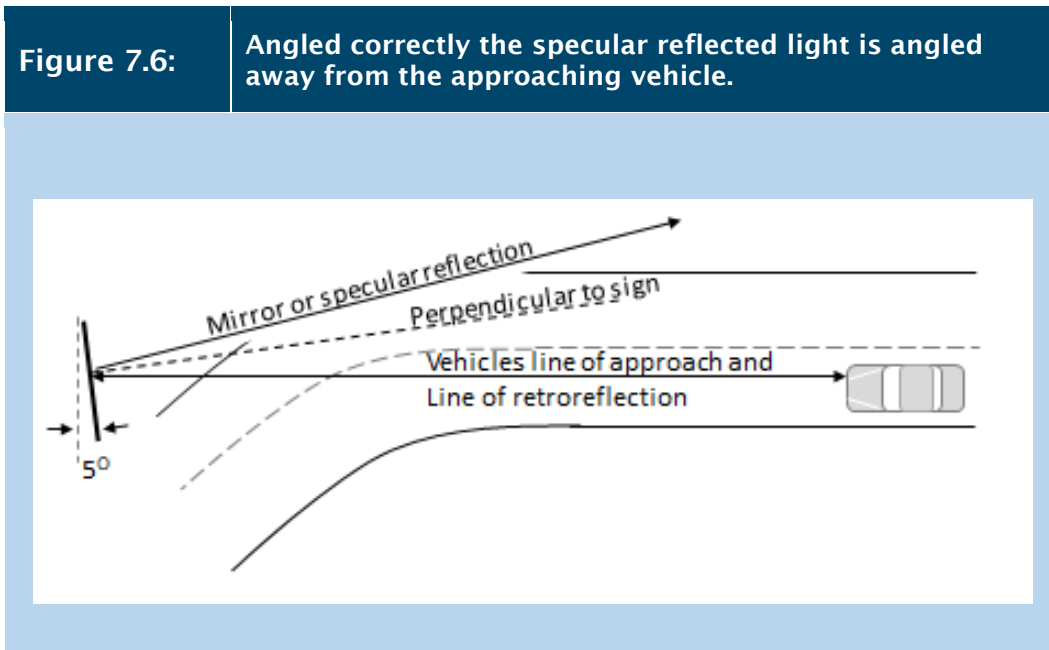 Figure 7.6:
Angled correctly the specular reflected light is angled
away from the approaching vehicle.
Mirror or specular reflection
Perpendicular to sign
Vehicles line of approach and
Line of retroreflection
5⁰